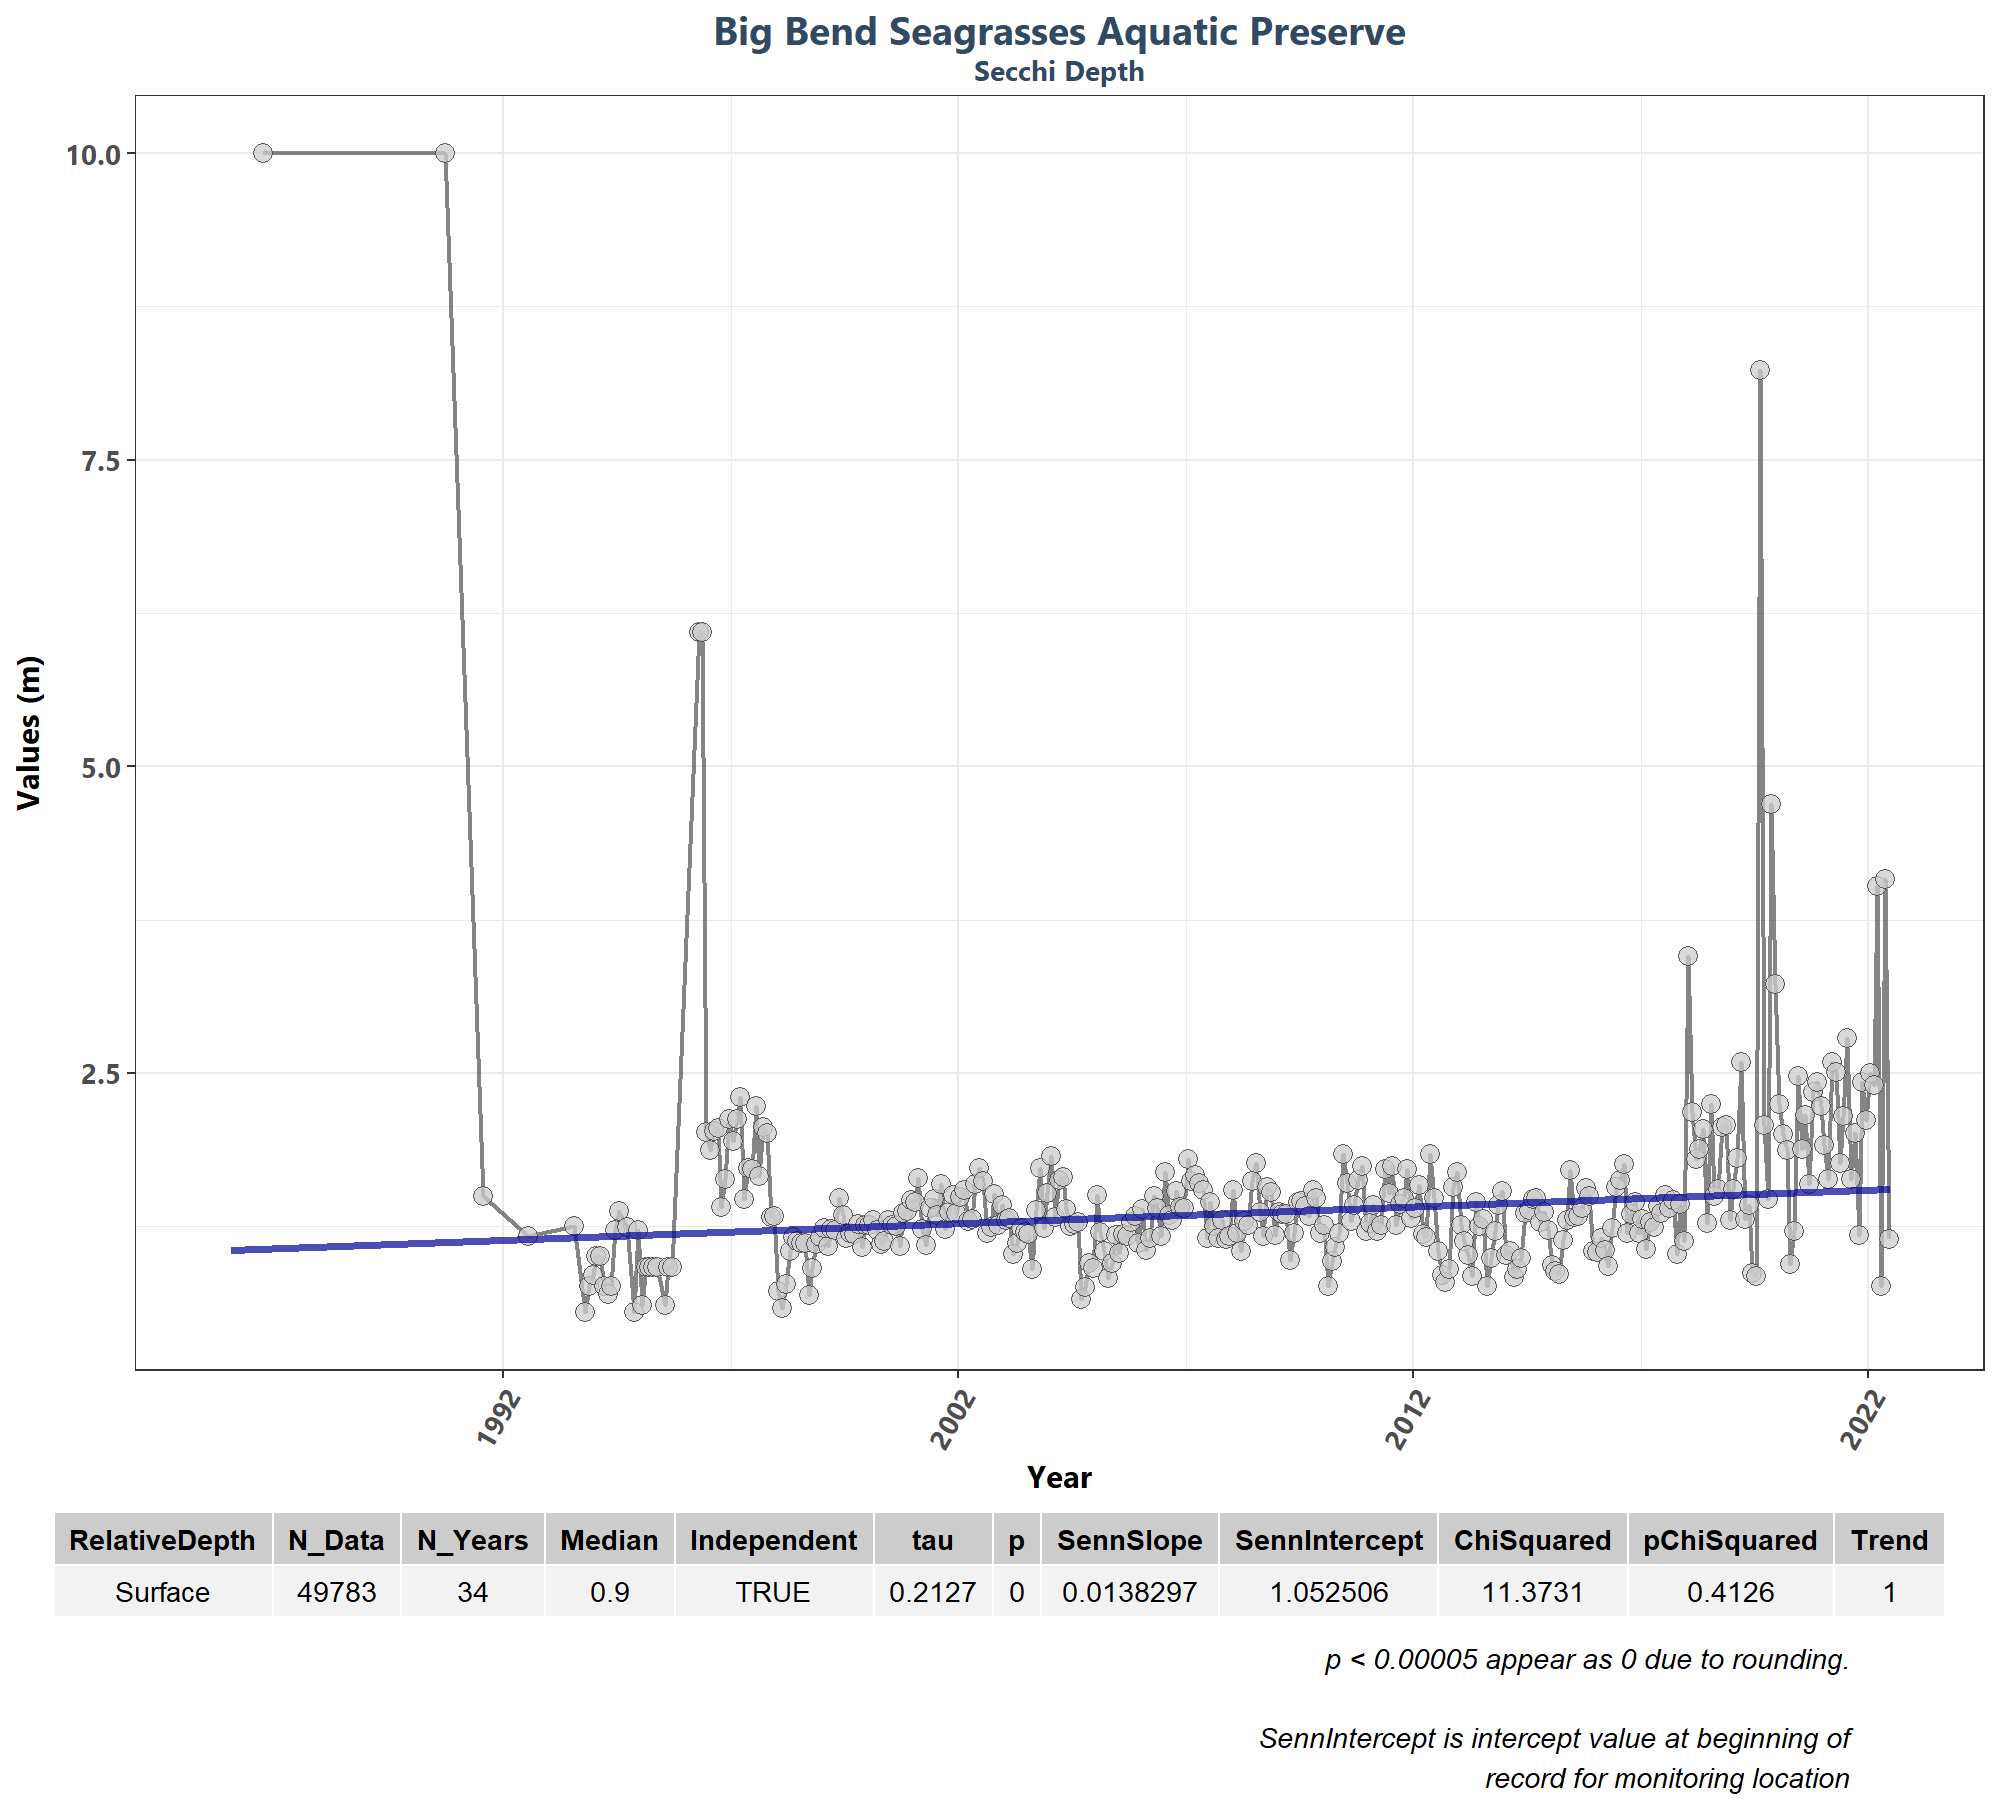 Big Bend Seagrasses Aquatic Preserve
Secchi Depth
10.0
7.5
5.0
2.5
Values (m)
1992
2002
2012
2022
Year
RelativeDepth N_Data N_Years Median Independent tau p SennSlope SennIntercept ChiSquared pChiSquared Trend
Surface 49783 34 0.9 TRUE 0.2127 0 0.0138297 1.052506 11.3731 0.4126 1
p < 0.00005 appear as 0 due to rounding.
SennIntercept is intercept value at beginning of
record for monitoring location